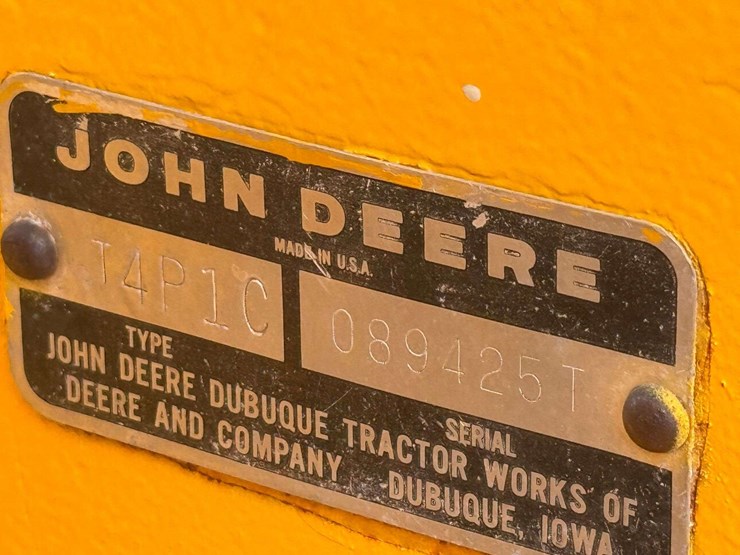 JOHN DEERE
MADE IN U.S.A.
T4P1C 089425T
TYPE SERIAL
JOHN DEERE DUBUQUE TRACTOR WORKS OF
DEERE AND COMPANY DUBUQUE, IOWA